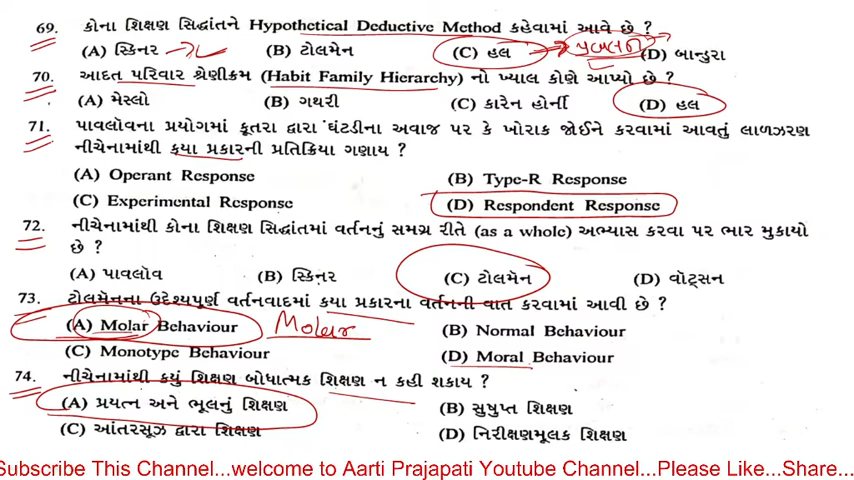 69. કોના શિક્ષણ સિદ્ધાંતને Hypothetical Deductive Method કહેવામાં આવે છે ?
(A) સ્કિનર (B) ટોલમેન (C) હલ (D) બાન્ડુરા
70. આદત પરિવાર શ્રેણીક્રમ (Habit Family Hierarchy) નો ખ્યાલ કોણે આપ્યો છે ?
(A) મેસ્લો (B) ગથરી (C) કારેન હોર્ની (D) હલ
71. પાવલૉવના પ્રયોગમાં કૂતરા દ્વારા ઘંટડીના અવાજ પર કે ખોરાક જોઈને કરવામાં આવતું લાળઝરણ
નીચેનામાંથી કયા પ્રકારની પ્રતિક્રિયા ગણાય ?
(A) Operant Response (B) Type-R Response
(C) Experimental Response (D) Respondent Response
72. નીચેનામાંથી કોના શિક્ષણ સિદ્ધાંતમાં વર્તનનું સમગ્ર રીતે (as a whole) અભ્યાસ કરવા પર ભાર મુકાયો
છે ?
(A) પાવલૉવ (B) સ્કિનર (C) ટોલમૅન (D) વૉટ્સન
73. ટોલમૅનના ઉદ્દેશ્યપૂર્ણ વર્તનવાદમાં કયા પ્રકારના વર્તનની વાત કરવામાં આવી છે ?
(A) Molar Behaviour Molar (B) Normal Behaviour
(C) Monotype Behaviour (D) Moral Behaviour
74. નીચેનામાંથી કયું શિક્ષણ બોધાત્મક શિક્ષણ ન કહી શકાય ?
(A) પ્રયત્ન અને ભૂલનું શિક્ષણ (B) સુષુપ્ત શિક્ષણ
(C) આંતરસૂઝ દ્વારા શિક્ષણ (D) નિરીક્ષણમૂલક શિક્ષણ
Subscribe This Channel...welcome to Aarti Prajapati Youtube Channel...Please Like...Share...